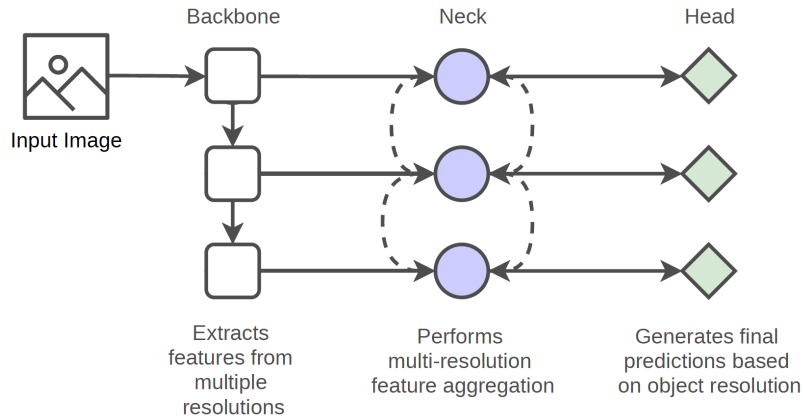 Backbone
Neck
Head
Input Image
Extracts
features from
multiple
resolutions
Performs
multi-resolution
feature aggregation
Generates final
predictions based
on object resolution